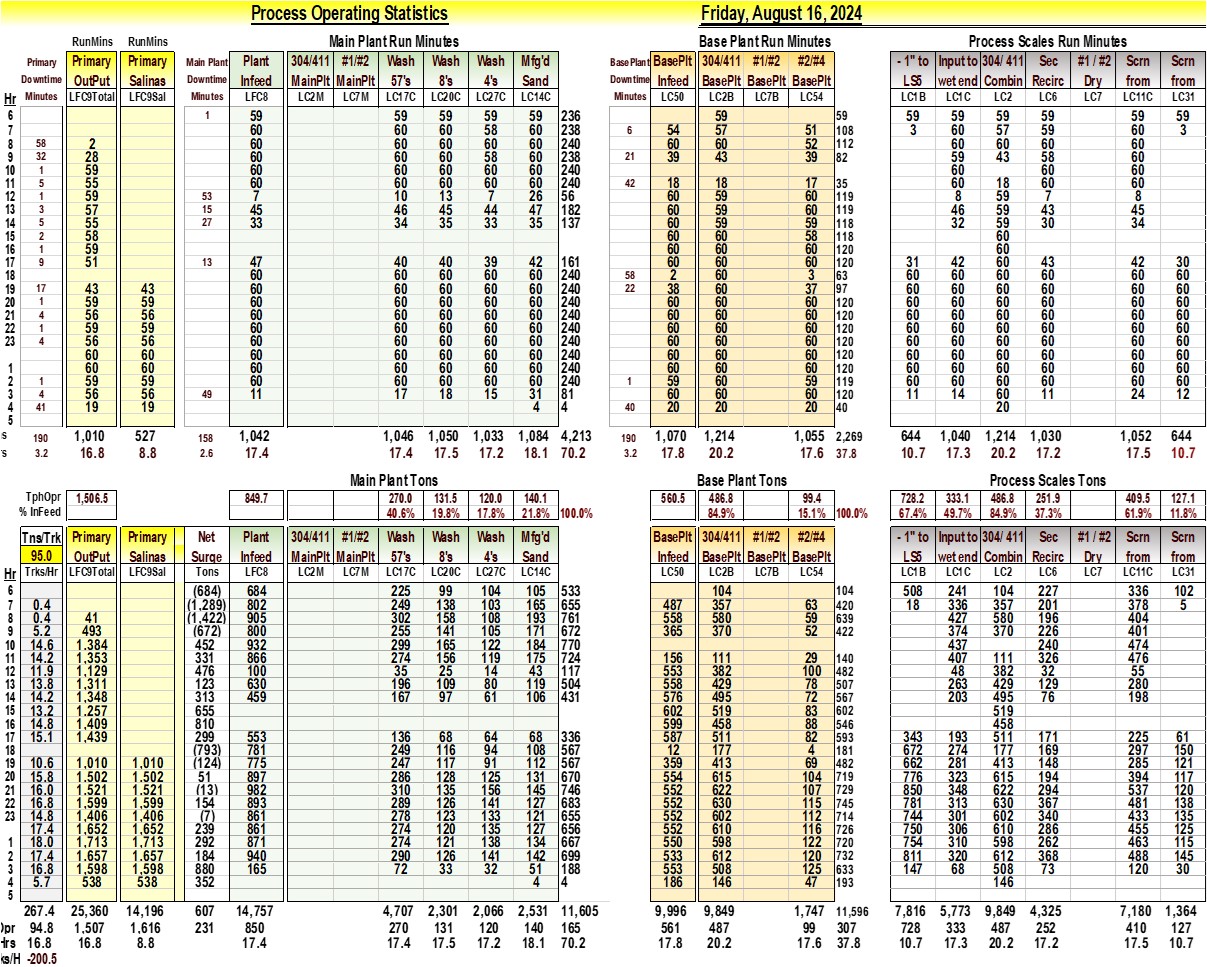 Process Operating Statistics Friday, August 16, 2024
RunMins RunMins Main Plant Run Minutes Base Plant Run Minutes Process Scales Run Minutes
Primary Primary Primary Main Plant Plant 304/411 #1/#2 Wash Wash Wash Mfg'd BasePlant BasePlt 304/411 #1/#2 #2/#4 - 1" to Input to 304/ 411 Sec #1 / #2 Scrn Scrn
Downtime OutPut Salinas Downtime Infeed MainPlt MainPlt 57's 8's 4's Sand Downtime Infeed BasePlt BasePlt BasePlt LS5 wet end Combin Recirc Dry from from
Hr Minutes LFC9Total LFC9Sal Minutes LFC8 LC2M LC7M LC17C LC20C LC27C LC14C Minutes LC50 LC2B LC7B LC54 LC1B LC1C LC2 LC6 LC7 LC11C LC31
6 1 59 59 59 59 59 236 59 59 59 59 59 59 59 59
7 60 60 60 58 60 238 6 54 57 51 108 3 60 57 59 60 3
8 58 2 60 60 60 60 60 240 60 60 52 112 60 60 60 60
9 32 28 60 60 60 58 60 238 21 39 43 39 82 59 43 58 60
10 1 59 60 60 60 60 60 240 60 60 60
11 5 55 60 60 60 60 60 240 42 18 18 17 35 60 18 60 60
12 1 59 53 7 10 13 7 26 56 60 59 60 119 8 59 7 8
13 3 57 15 45 46 45 44 47 182 60 59 60 119 46 59 43 45
14 5 55 27 33 34 35 33 35 137 60 59 59 118 32 59 30 34
15 2 58 60 60 58 118 60
16 1 59 60 60 60 120 60
17 9 51 13 47 40 40 39 42 161 60 60 60 120 31 42 60 43 42 30
18 60 60 60 60 60 240 58 2 60 3 63 60 60 60 60 60 60
19 17 43 43 60 60 60 60 60 240 22 38 60 37 97 60 60 60 60 60 60
20 1 59 59 60 60 60 60 60 240 60 60 60 120 60 60 60 60 60 60
21 4 56 56 60 60 60 60 60 240 60 60 60 120 60 60 60 60 60 60
22 1 59 59 60 60 60 60 60 240 60 60 60 120 60 60 60 60 60 60
23 4 56 56 60 60 60 60 60 240 60 60 60 120 60 60 60 60 60 60
60 60 60 60 60 60 60 240 60 60 60 120 60 60 60 60 60 60
1 60 60 60 60 60 60 60 240 60 60 60 120 60 60 60 60 60 60
2 1 59 59 60 60 60 60 60 240 1 59 60 59 119 60 60 60 60 60 60
3 4 56 56 49 11 17 18 15 31 81 60 60 60 120 11 14 60 11 24 12
4 41 19 19 4 4 40 20 20 20 40 20
5
s 190 1,010 527 158 1,042 1,046 1,050 1,033 1,084 4,213 190 1,070 1,214 1,055 2,269 644 1,040 1,214 1,030 1,052 644
s 3.2 16.8 8.8 2.6 17.4 17.4 17.5 17.2 18.1 70.2 3.2 17.8 20.2 17.6 37.8 10.7 17.3 20.2 17.2 17.5 10.7
Main Plant Tons Base Plant Tons Process Scales Tons
TphOpr 1,506.5 849.7 270.0 131.5 120.0 140.1 560.5 486.8 99.4 728.2 333.1 486.8 251.9 409.5 127.1
% InFeed 40.6% 19.8% 17.8% 21.8% 100.0% 84.9% 15.1% 100.0% 67.4% 49.7% 84.9% 37.3% 61.9% 11.8%
Tns/Trk Primary Primary Net Plant 304/411 #1/#2 Wash Wash Wash Mfg'd BasePlt 304/411 #1/#2 #2/#4 - 1" to Input to 304/ 411 Sec #1 / #2 Scrn Scrn
95.0 OutPut Salinas Surge Infeed MainPlt MainPlt 57's 8's 4's Sand Infeed BasePlt BasePlt BasePlt LS5 wet end Combin Recirc Dry from from
Hr Trks/Hr LFC9Total LFC9Sal Tons LFC8 LC2M LC7M LC17C LC20C LC27C LC14C LC50 LC2B LC7B LC54 LC1B LC1C LC2 LC6 LC7 LC11C LC31
6 (684) 684 225 99 104 105 533 104 104 508 241 104 227 336 102
7 0.4 (1,289) 802 249 138 103 165 655 487 357 63 420 18 336 357 201 378 5
8 0.4 41 (1,422) 905 302 158 108 193 761 558 580 59 639 427 580 196 404
9 5.2 493 (672) 800 255 141 105 171 672 365 370 52 422 374 370 226 401
10 14.6 1,384 452 932 299 165 122 184 770 437 240 474
11 14.2 1,353 331 866 274 156 119 175 724 156 111 29 140 407 111 326 476
12 11.9 1,129 476 100 35 25 14 43 117 553 382 100 482 48 382 32 55
13 13.8 1,311 123 630 196 109 80 119 504 558 429 78 507 263 429 129 280
14 14.2 1,348 313 459 167 97 61 106 431 576 495 72 567 203 495 76 198
15 13.2 1,257 655 602 519 83 602 519
16 14.8 1,409 810 599 458 88 546 458
17 15.1 1,439 299 553 136 68 64 68 336 587 511 82 593 343 193 511 171 225 61
18 (793) 781 249 116 94 108 567 12 177 4 181 672 274 177 169 297 150
19 10.6 1,010 1,010 (124) 775 247 117 91 112 567 359 413 69 482 662 281 413 148 285 121
20 15.8 1,502 1,502 51 897 286 128 125 131 670 554 615 104 719 776 323 615 194 394 117
21 16.0 1,521 1,521 (13) 982 310 135 156 145 746 552 622 107 729 850 348 622 294 537 120
22 16.8 1,599 1,599 154 893 289 126 141 127 683 552 630 115 745 781 313 630 367 481 138
23 14.8 1,406 1,406 (7) 861 278 123 133 121 655 552 602 112 714 744 301 602 340 433 135
17.4 1,652 1,652 239 861 274 120 135 127 656 552 610 116 726 750 306 610 286 455 125
1 18.0 1,713 1,713 292 871 274 121 138 134 667 550 598 122 720 754 310 598 262 463 115
2 17.4 1,657 1,657 184 940 290 126 141 142 699 533 612 120 732 811 320 612 368 488 145
3 16.8 1,598 1,598 880 165 72 33 32 51 188 553 508 125 633 147 68 508 73 120 30
4 5.7 538 538 352 4 4 186 146 47 193 146
5
267.4 25,360 14,196 607 14,757 4,707 2,301 2,066 2,531 11,605 9,996 9,849 1,747 11,596 7,816 5,773 9,849 4,325 7,180 1,364
Opr 94.8 1,507 1,616 231 850 270 131 120 140 165 561 487 99 307 728 333 487 252 410 127
Hrs 16.8 16.8 8.8 17.4 17.4 17.5 17.2 18.1 70.2 17.8 20.2 17.6 37.8 10.7 17.3 20.2 17.2 17.5 10.7
ks/H -200.5